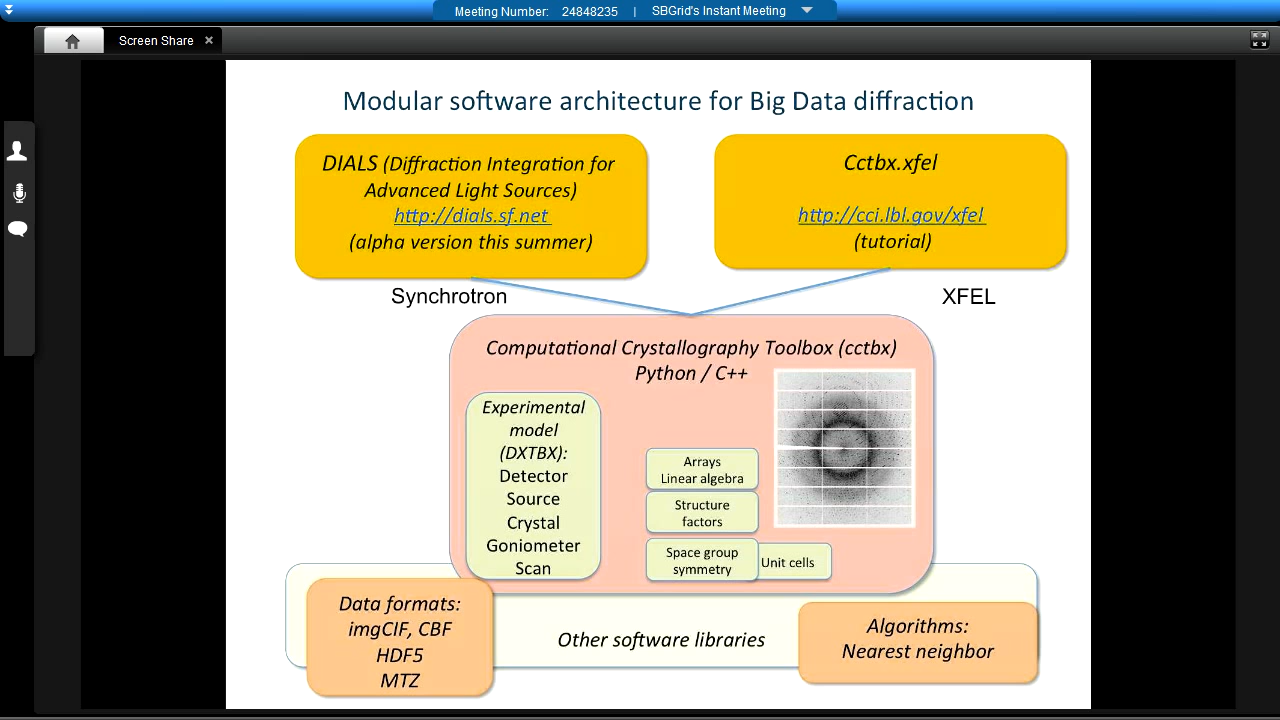 Meeting Number: 24848235 | SBGrid's Instant Meeting
Screen Share
Modular software architecture for Big Data diffraction
DIALS (Diffraction Integration for
Advanced Light Sources)
http://dials.sf.net
(alpha version this summer)
Cctbx.xfel
http://cci.lbl.gov/xfel
(tutorial)
Synchrotron
XFEL
Computational Crystallography Toolbox (cctbx)
Python / C++
Experimental
model
(DXTBX):
Detector
Source
Crystal
Goniometer
Scan
Arrays
Linear algebra
Structure
factors
Space group
symmetry
Unit cells
Data formats:
imgCIF, CBF
HDF5
MTZ
Other software libraries
Algorithms:
Nearest neighbor